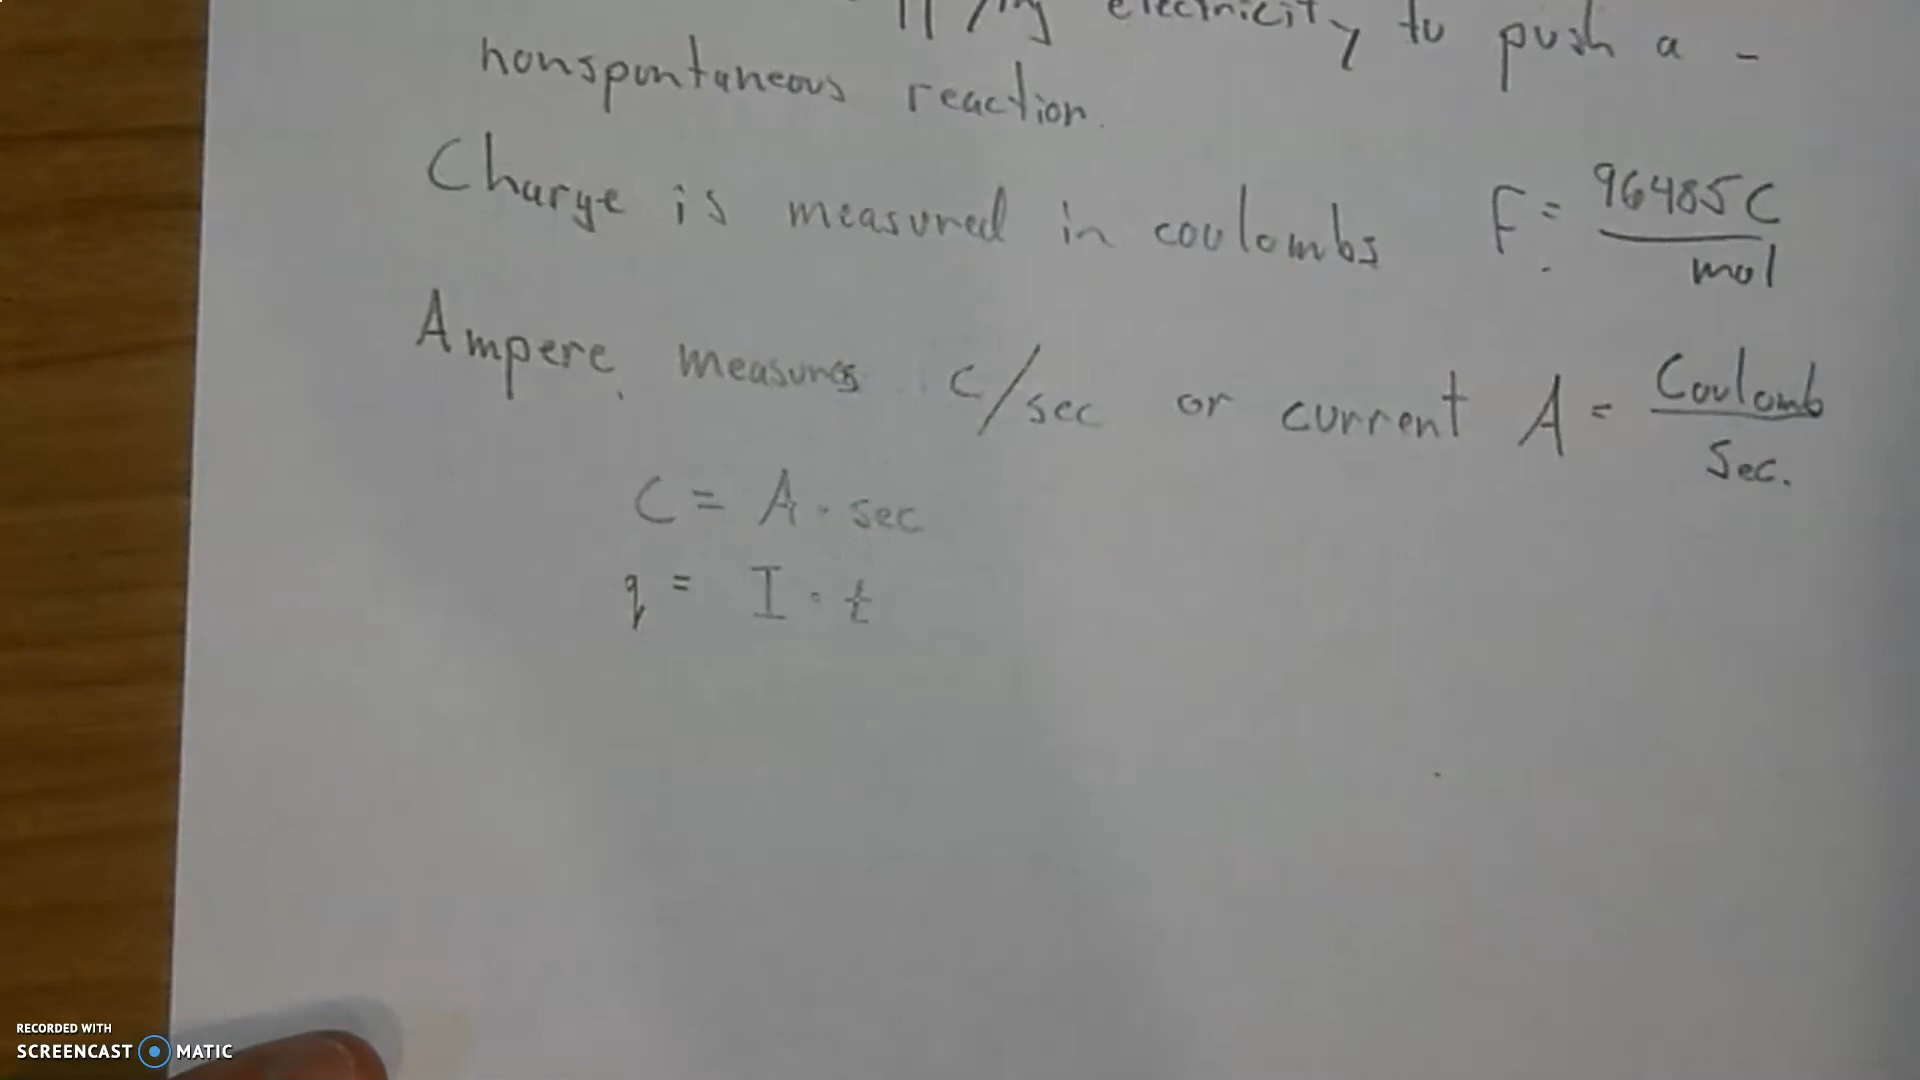 electricity to push a -
nonspontaneous reaction.
Charge is measured in coulombs F = 96485 C / mol
Ampere measures C/sec or current A = Coulomb / Sec.
C = A · sec
q = I · t
RECORDED WITH
SCREENCAST MATIC